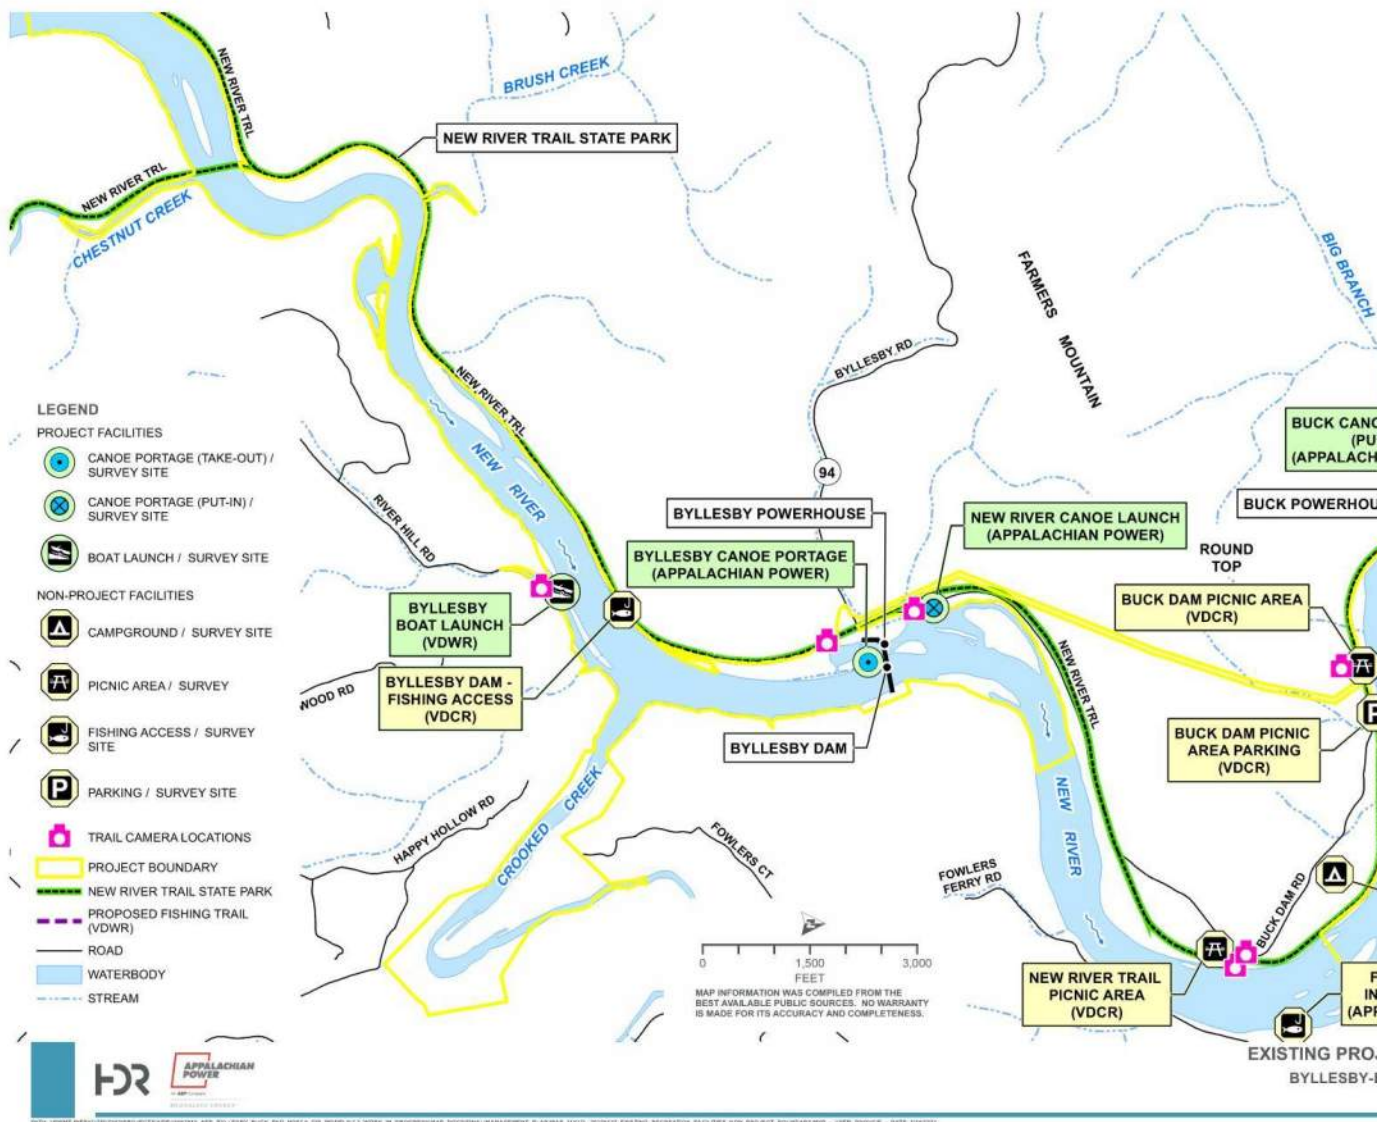 BRUSH CREEK
NEW RIVER TRL
NEW RIVER TRAIL STATE PARK
NEW RIVER TRL
CHESTNUT CREEK
BIG BRANCH
FARMERS MOUNTAIN
BYLLESBY RD
NEW RIVER TRL
LEGEND
PROJECT FACILITIES
CANOE PORTAGE (TAKE-OUT) /
SURVEY SITE
CANOE PORTAGE (PUT-IN) /
SURVEY SITE
BOAT LAUNCH / SURVEY SITE
NON-PROJECT FACILITIES
CAMPGROUND / SURVEY SITE
PICNIC AREA / SURVEY
FISHING ACCESS / SURVEY
SITE
P
PARKING / SURVEY SITE
TRAIL CAMERA LOCATIONS
PROJECT BOUNDARY
NEW RIVER TRAIL STATE PARK
PROPOSED FISHING TRAIL
(VDWR)
ROAD
WATERBODY
STREAM
NEW RIVER
94
RIVER HILL RD
BYLLESBY POWERHOUSE
BYLLESBY CANOE PORTAGE
(APPALACHIAN POWER)
NEW RIVER CANOE LAUNCH
(APPALACHIAN POWER)
BUCK CANO
(PU
(APPALACH
BUCK POWERHOU
ROUND
TOP
BUCK DAM PICNIC AREA
(VDCR)
BYLLESBY
BOAT LAUNCH
(VDWR)
BYLLESBY DAM -
FISHING ACCESS
(VDCR)
WOOD RD
NEW RIVER TRL
P
BUCK DAM PICNIC
AREA PARKING
(VDCR)
BYLLESBY DAM
CROOKED CREEK
HAPPY HOLLOW RD
FOWLERS CT
NEW RIVER
FOWLERS
FERRY RD
BUCK DAM RD
0 1,500 3,000
FEET
MAP INFORMATION WAS COMPILED FROM THE
BEST AVAILABLE PUBLIC SOURCES. NO WARRANTY
IS MADE FOR ITS ACCURACY AND COMPLETENESS.
NEW RIVER TRAIL
PICNIC AREA
(VDCR)
F
IN
(APP
EXISTING PROJ
BYLLESBY-B
HDR
APPALACHIAN
POWER